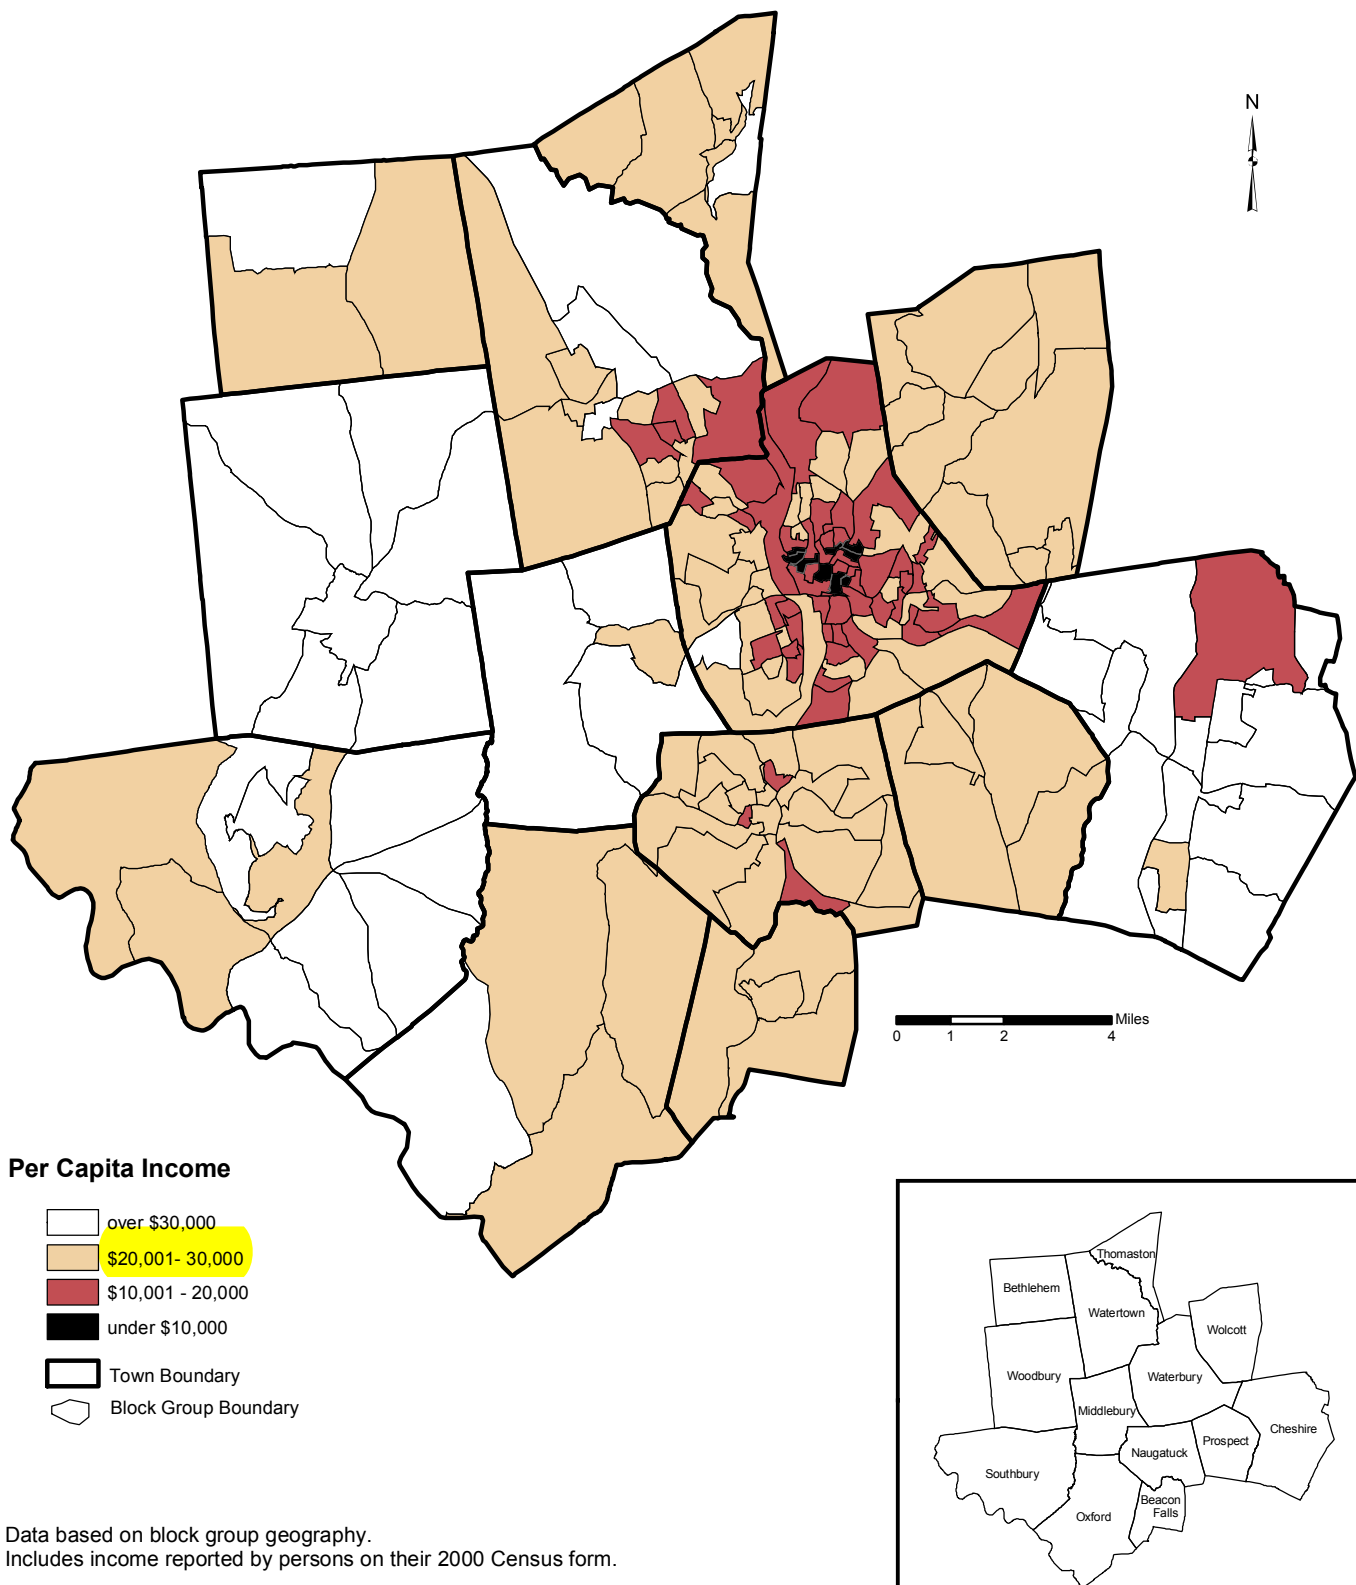 N
Miles
0 1 2 4
Per Capita Income
over $30,000
$20,001- 30,000
$10,001 - 20,000
under $10,000
Town Boundary
Block Group Boundary
Thomaston
Bethlehem
Watertown
Wolcott
Woodbury
Waterbury
Middlebury
Cheshire
Prospect
Naugatuck
Southbury
Beacon
Falls
Oxford
Data based on block group geography.
Includes income reported by persons on their 2000 Census form.